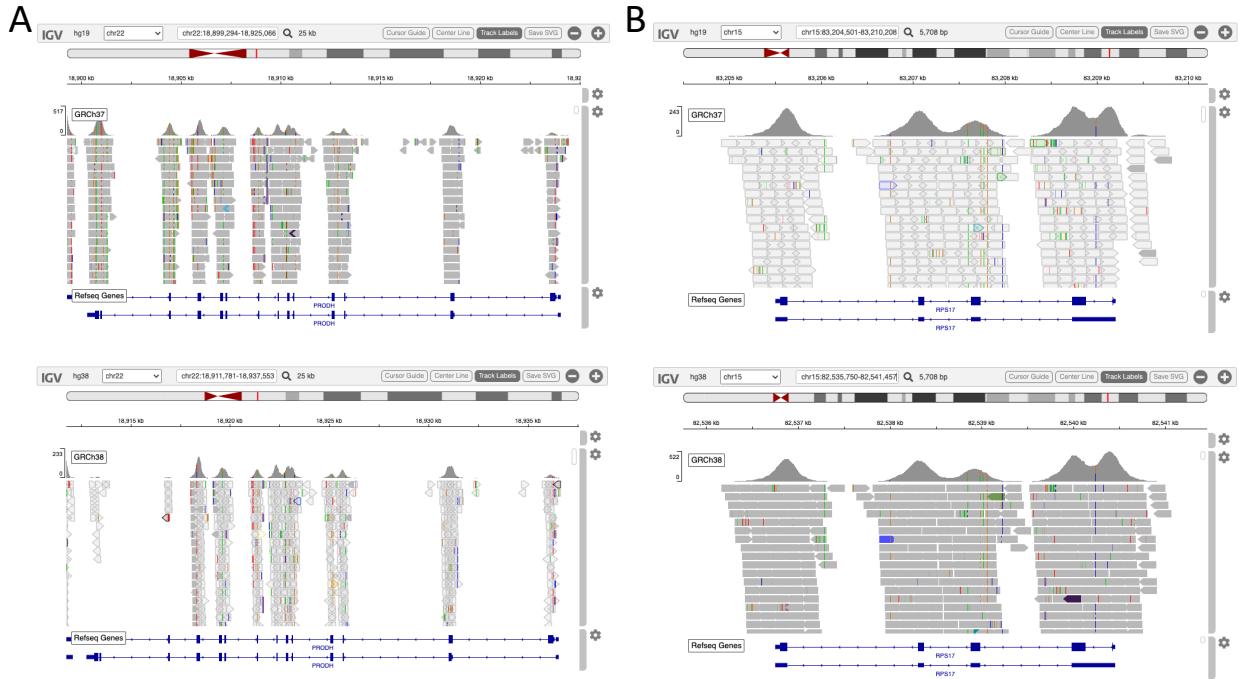 A
IGV hg19 chr22 chr22:18,899,294-18,925,066 25 kb Cursor Guide Center Line Track Labels Save SVG
18,900 kb 18,905 kb 18,910 kb 18,915 kb 18,920 kb 18,92
517
0
GRCh37
Refseq Genes
PRODH
PRODH
IGV hg38 chr22 chr22:18,911,781-18,937,553 25 kb Cursor Guide Center Line Track Labels Save SVG
18,915 kb 18,920 kb 18,925 kb 18,930 kb 18,935 kb
233
0
GRCh38
Refseq Genes
PRODH
PRODH
B
IGV hg19 chr15 chr15:83,204,501-83,210,208 5,708 bp Cursor Guide Center Line Track Labels Save SVG
83,205 kb 83,206 kb 83,207 kb 83,208 kb 83,209 kb 83,210 kb
243
0
GRCh37
Refseq Genes
RPS17
RPS17
IGV hg38 chr15 chr15:82,535,750-82,541,457 5,708 bp Cursor Guide Center Line Track Labels Save SVG
82,536 kb 82,537 kb 82,538 kb 82,539 kb 82,540 kb 82,541 kb
522
0
GRCh38
Refseq Genes
RPS17
RPS17